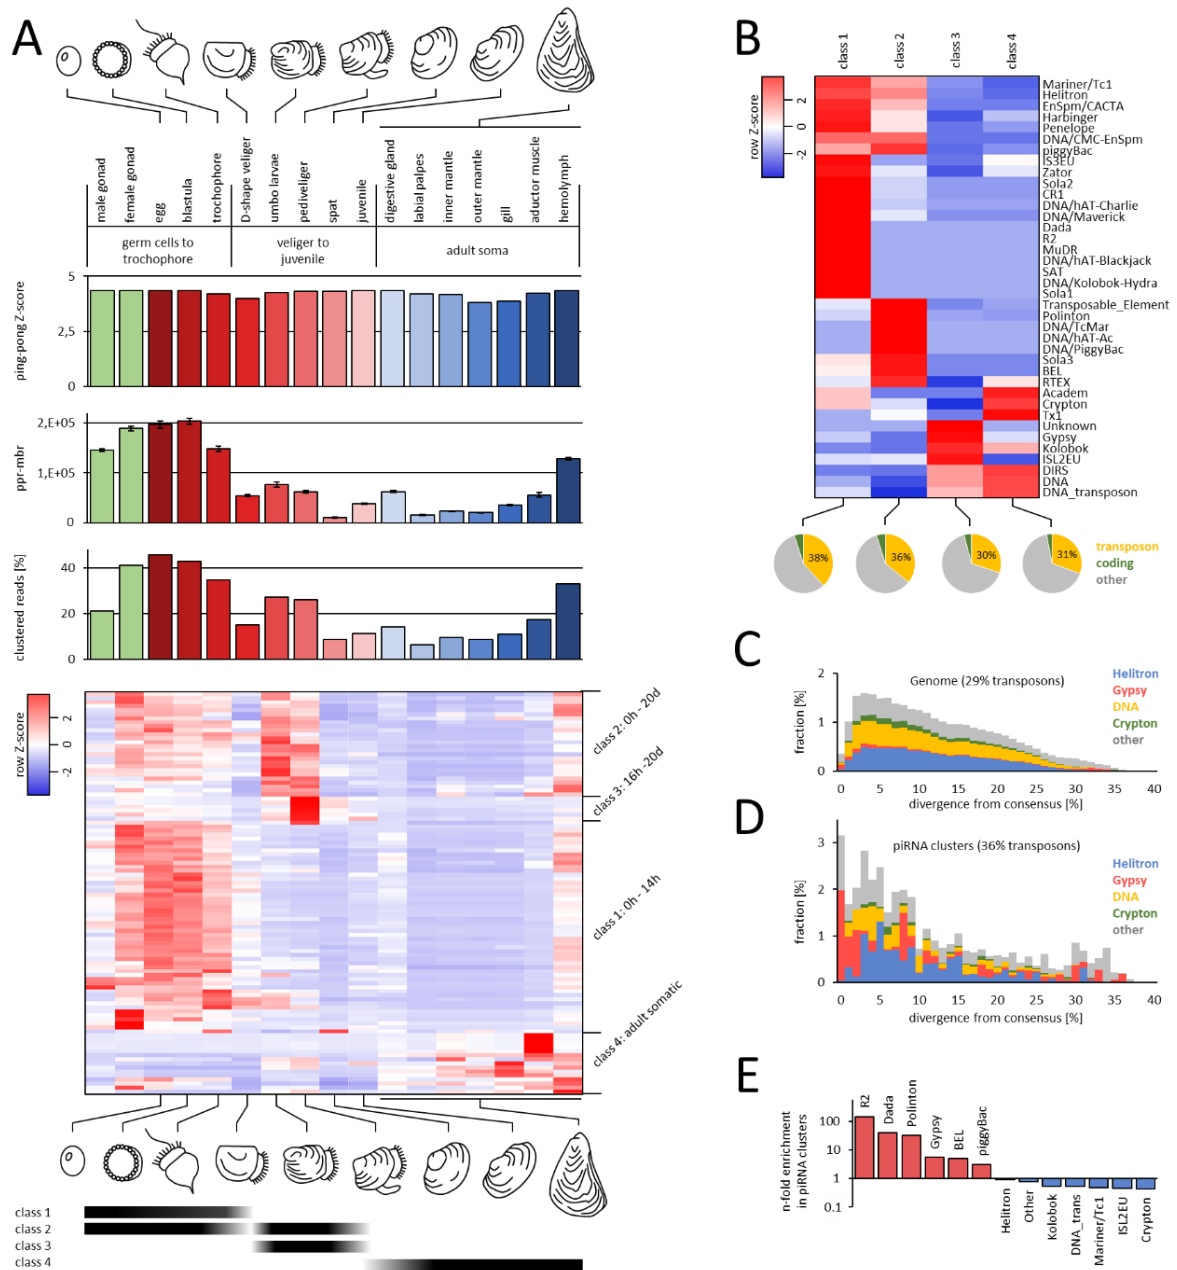 A
male gonad
female gonad
egg
blastula
trochophore
D-shape veliger
umbo larvae
pediveliger
spat
juvenile
digestive gland
labial palpes
inner mantle
outer mantle
gill
aductor muscle
hemolymph
germ cells to
trochophore
veliger to
juvenile
adult soma
ping-pong Z-score
5
2,5
0
ppr-mbr
2,E+05
1,E+05
0
clustered reads [%]
40
20
0
row Z-score
2
0
-2
class 2: 0h - 20d
class 3: 16h -20d
class 1: 0h - 14h
class 4: adult somatic
class 1
class 2
class 3
class 4
B
class 1
class 2
class 3
class 4
row Z-score
2
0
-2
Mariner/Tc1
Helitron
EnSpm/CACTA
Harbinger
Penelope
DNA/CMC-EnSpm
piggyBac
IS3EU
Zator
Sola2
CR1
DNA/hAT-Charlie
DNA/Maverick
Dada
R2
MuDR
DNA/hAT-Blackjack
SAT
DNA/Kolobok-Hydra
Sola1
Transposable_Element
Polinton
DNA/TcMar
DNA/hAT-Ac
DNA/PiggyBac
Sola3
BEL
RTEX
Academ
Crypton
Tx1
Unknown
Gypsy
Kolobok
ISL2EU
DIRS
DNA
DNA_transposon
38%
36%
30%
31%
transposon
coding
other
C
Genome (29% transposons)
Helitron
Gypsy
DNA
Crypton
other
fraction [%]
2
1
0
0 5 10 15 20 25 30 35 40
divergence from consensus [%]
D
piRNA clusters (36% transposons)
Helitron
Gypsy
DNA
Crypton
other
fraction [%]
3
2
1
0
0 5 10 15 20 25 30 35 40
divergence from consensus [%]
E
n-fold enrichment
in piRNA clusters
100
10
1
0.1
R2
Dada
Polinton
Gypsy
BEL
piggyBac
Helitron
Other
Kolobok
DNA_trans
Mariner/Tc1
ISL2EU
Crypton